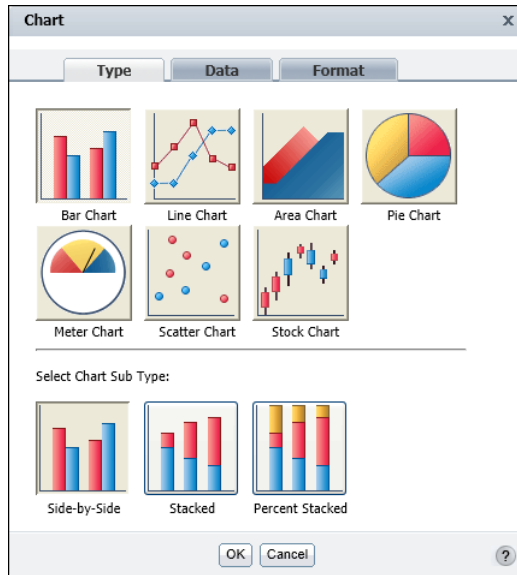 Chart x
Type Data Format
Bar Chart Line Chart Area Chart Pie Chart
Meter Chart Scatter Chart Stock Chart
Select Chart Sub Type:
Side-by-Side Stacked Percent Stacked
OK Cancel ?